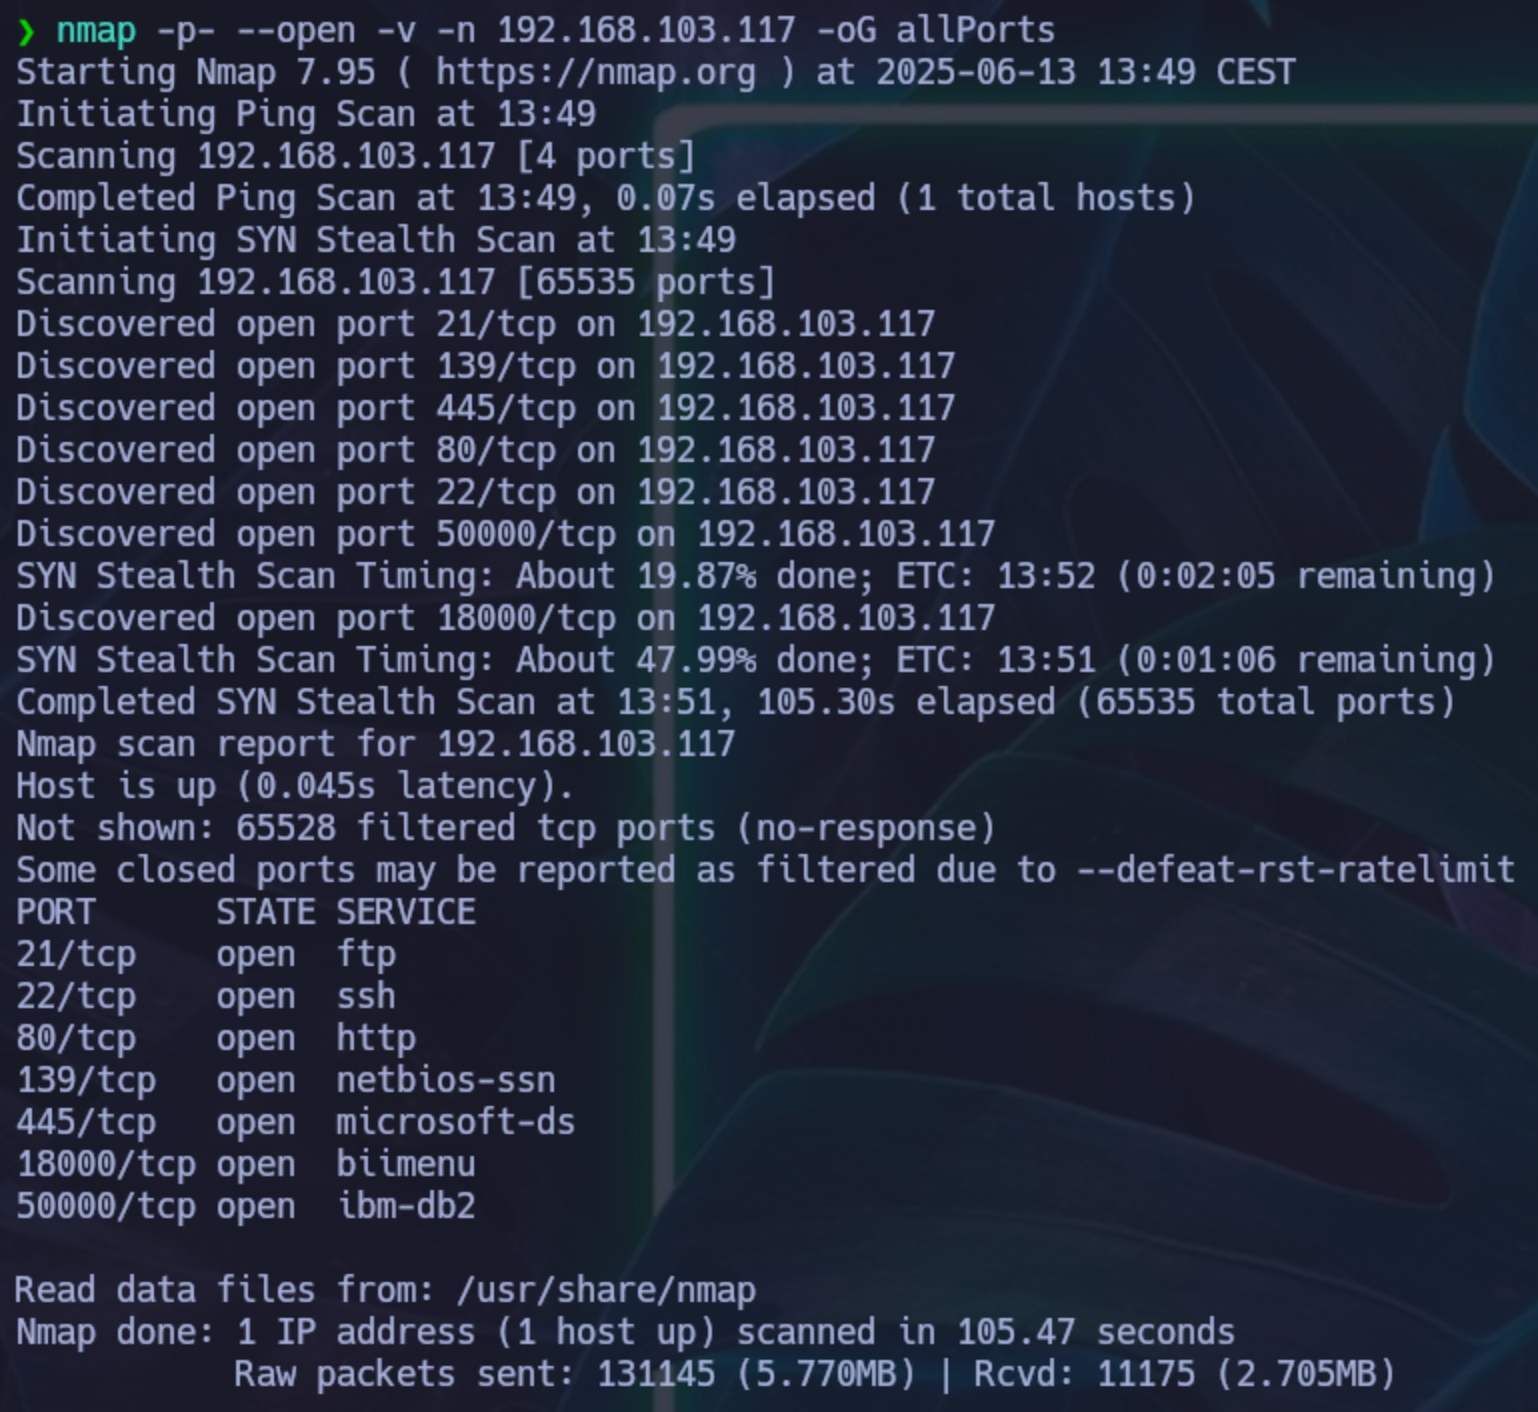 ❯ nmap -p- --open -v -n 192.168.103.117 -oG allPorts
Starting Nmap 7.95 ( https://nmap.org ) at 2025-06-13 13:49 CEST
Initiating Ping Scan at 13:49
Scanning 192.168.103.117 [4 ports]
Completed Ping Scan at 13:49, 0.07s elapsed (1 total hosts)
Initiating SYN Stealth Scan at 13:49
Scanning 192.168.103.117 [65535 ports]
Discovered open port 21/tcp on 192.168.103.117
Discovered open port 139/tcp on 192.168.103.117
Discovered open port 445/tcp on 192.168.103.117
Discovered open port 80/tcp on 192.168.103.117
Discovered open port 22/tcp on 192.168.103.117
Discovered open port 50000/tcp on 192.168.103.117
SYN Stealth Scan Timing: About 19.87% done; ETC: 13:52 (0:02:05 remaining)
Discovered open port 18000/tcp on 192.168.103.117
SYN Stealth Scan Timing: About 47.99% done; ETC: 13:51 (0:01:06 remaining)
Completed SYN Stealth Scan at 13:51, 105.30s elapsed (65535 total ports)
Nmap scan report for 192.168.103.117
Host is up (0.045s latency).
Not shown: 65528 filtered tcp ports (no-response)
Some closed ports may be reported as filtered due to --defeat-rst-ratelimit
PORT      STATE SERVICE
21/tcp    open  ftp
22/tcp    open  ssh
80/tcp    open  http
139/tcp   open  netbios-ssn
445/tcp   open  microsoft-ds
18000/tcp open  biimenu
50000/tcp open  ibm-db2

Read data files from: /usr/share/nmap
Nmap done: 1 IP address (1 host up) scanned in 105.47 seconds
           Raw packets sent: 131145 (5.770MB) | Rcvd: 11175 (2.705MB)